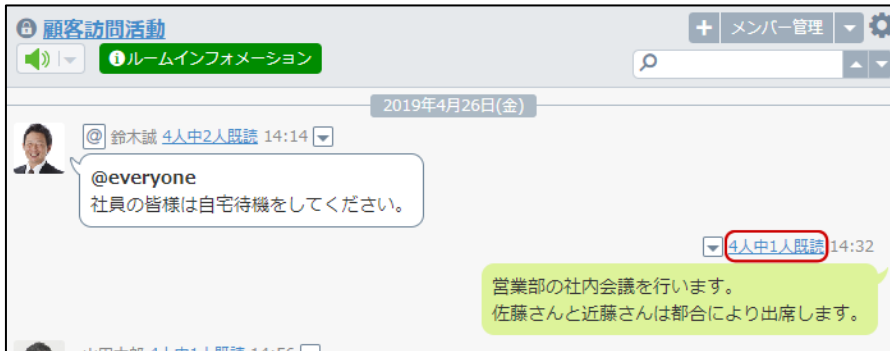 顧客訪問活動
メンバー管理
ルームインフォメーション
2019年4月26日(金)
@ 鈴木誠 4人中2人既読 14:14
@everyone
社員の皆様は自宅待機をしてください。
4人中1人既読 14:32
営業部の社内会議を行います。
佐藤さんと近藤さんは都合により出席します。